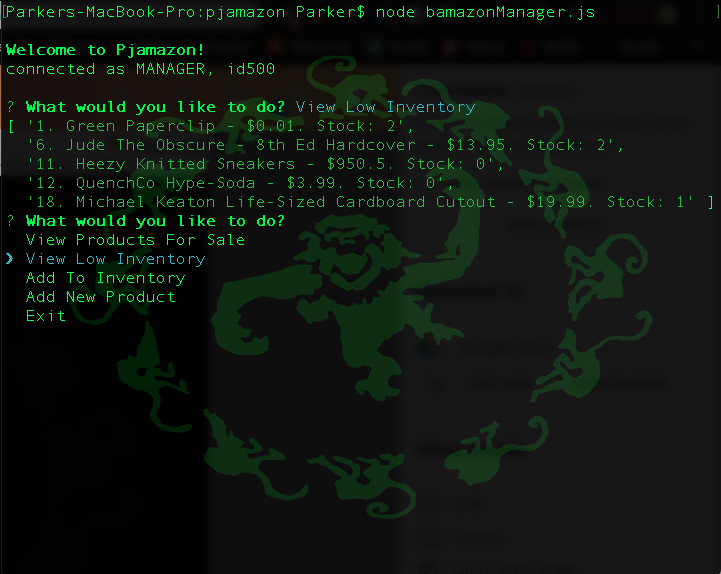 [Parkers-MacBook-Pro:pjamazon Parker$ node bamazonManager.js ]
Welcome to Pjamazon!
connected as MANAGER, id500
? What would you like to do? View Low Inventory
[ '1. Green Paperclip - $0.01. Stock: 2',
'6. Jude The Obscure - 8th Ed Hardcover - $13.95. Stock: 2',
'11. Heezy Knitted Sneakers - $950.5. Stock: 0',
'12. QuenchCo Hype-Soda - $3.99. Stock: 0',
'18. Michael Keaton Life-Sized Cardboard Cutout - $19.99. Stock: 1' ]
? What would you like to do?
View Products For Sale
❯ View Low Inventory
Add To Inventory
Add New Product
Exit